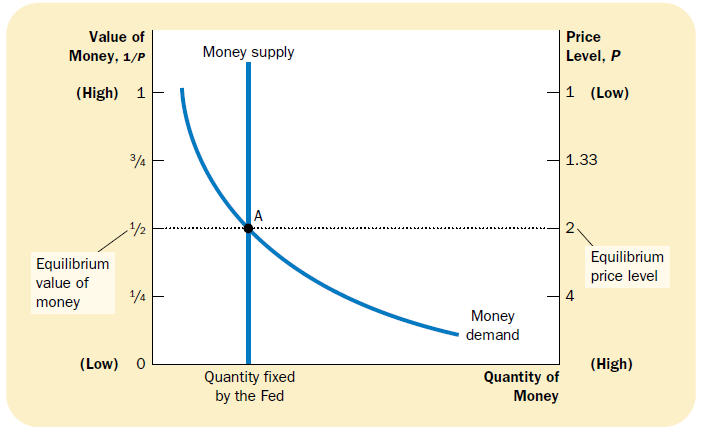 Value of
Money, 1/P
Price
Level, P
Money supply
(High) 1
1 (Low)
3/4
1.33
A
1/2
2
Equilibrium
value of
money
Equilibrium
price level
1/4
4
Money
demand
(Low) 0
(High)
Quantity fixed
by the Fed
Quantity of
Money